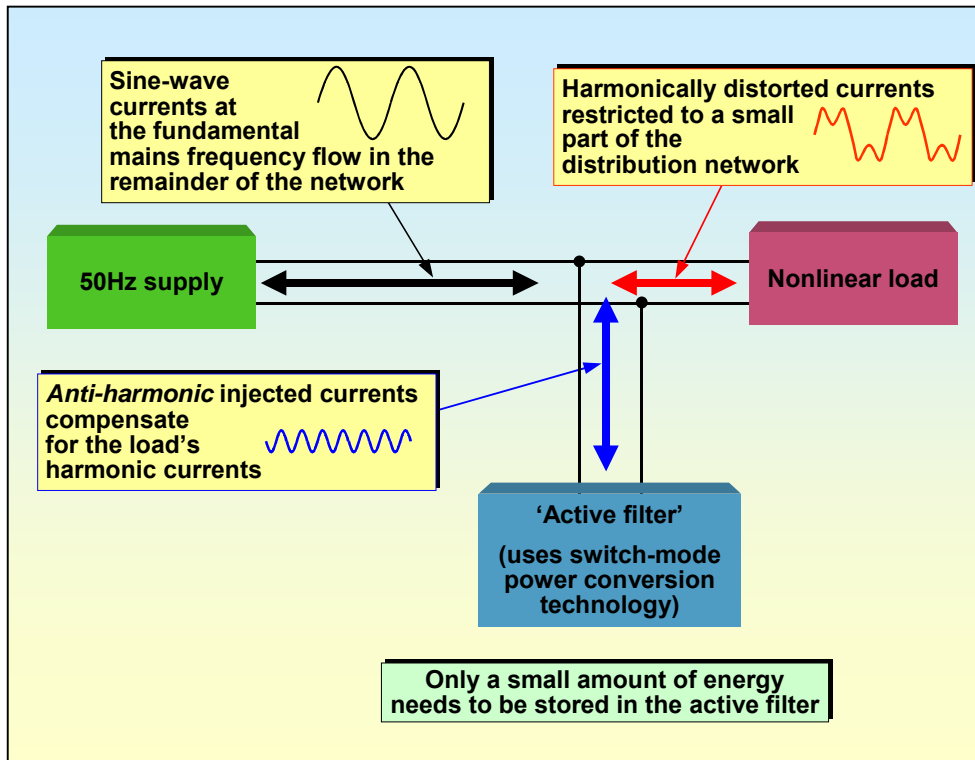 Sine-wave
currents at
the fundamental
mains frequency flow in the
remainder of the network
Harmonically distorted currents
restricted to a small
part of the
distribution network
50Hz supply
Nonlinear load
Anti-harmonic injected currents
compensate
for the load’s
harmonic currents
‘Active filter’
(uses switch-mode
power conversion
technology)
Only a small amount of energy
needs to be stored in the active filter